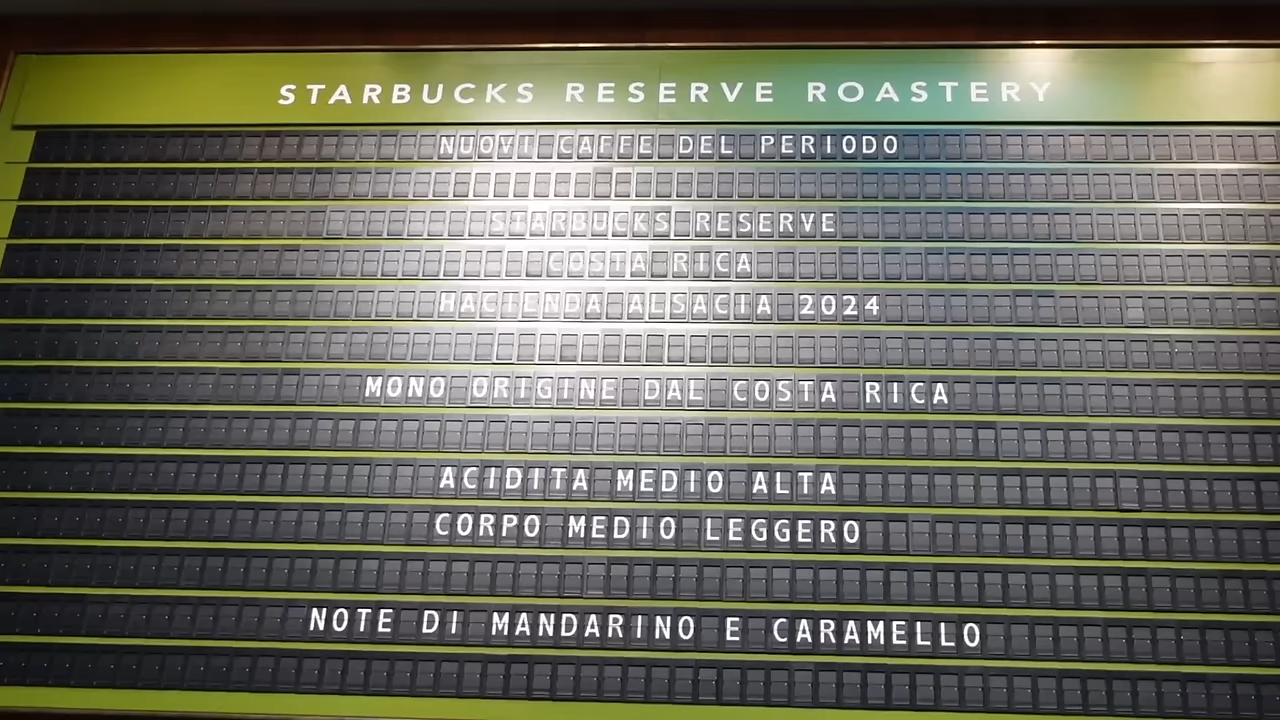 STARBUCKS RESERVE ROASTERY
NUOVI CAFFE DEL PERIODO
STARBUCKS RESERVE
COSTA RICA
HACIENDA ALSACIA 2024
MONO ORIGINE DAL COSTA RICA
ACIDITA MEDIO ALTA
CORPO MEDIO LEGGERO
NOTE DI MANDARINO E CARAMELLO